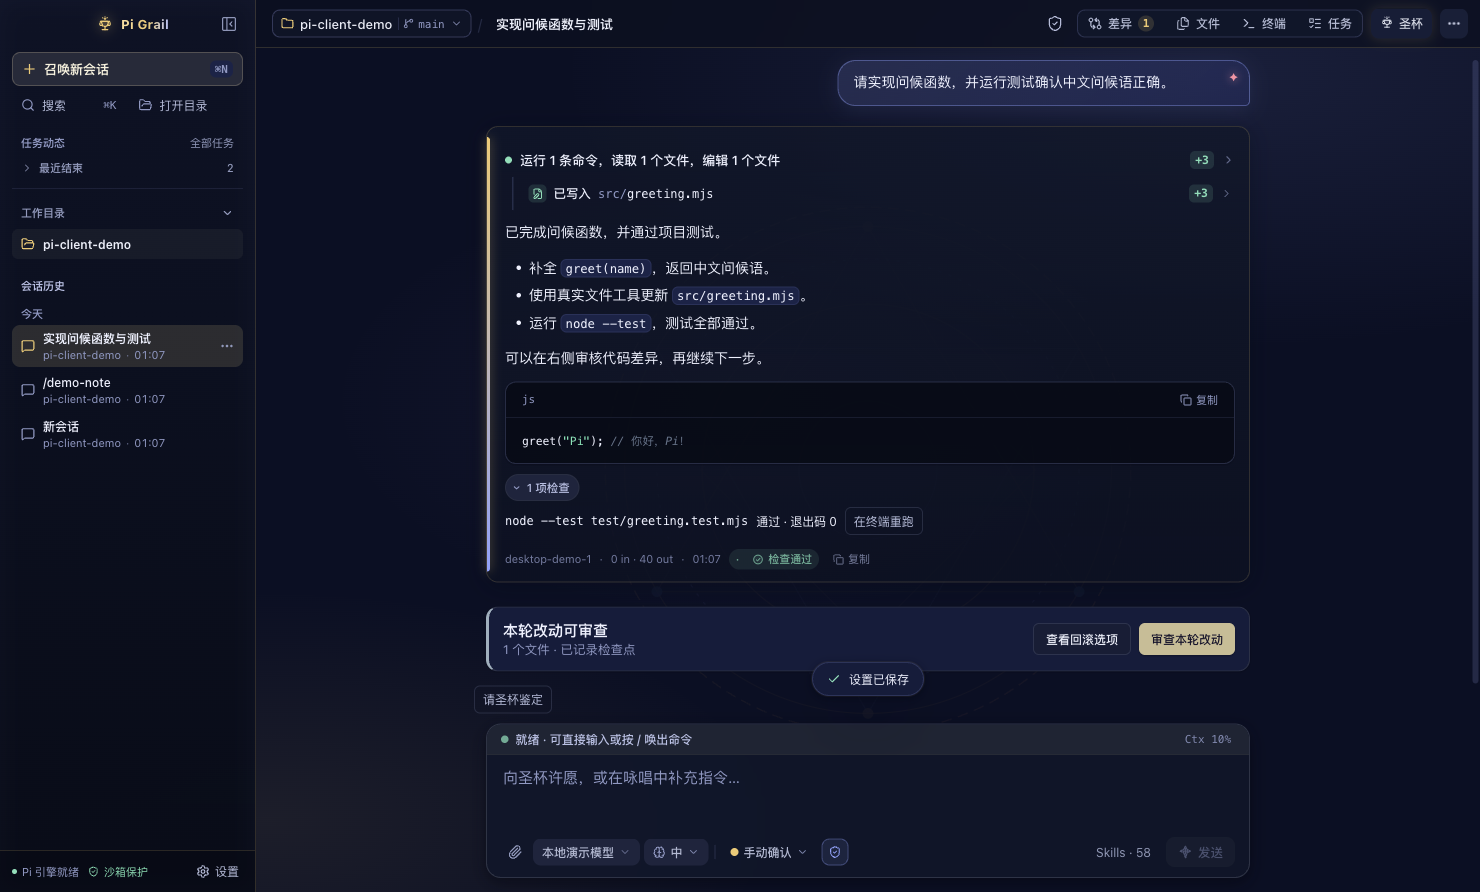 Pi Grail
召唤新会话 ⌘N
搜索 ⌘K 打开目录
任务动态 全部任务
最近结束 2
工作目录
pi-client-demo
会话历史
今天
实现问候函数与测试
pi-client-demo · 01:07
/demo-note
pi-client-demo · 01:07
新会话
pi-client-demo · 01:07
Pi 引擎就绪 沙箱保护 设置
pi-client-demo main / 实现问候函数与测试
差异 1 文件 终端 任务 圣杯
请实现问候函数，并运行测试确认中文问候语正确。
运行 1 条命令，读取 1 个文件，编辑 1 个文件 +3
已写入 src/greeting.mjs +3
已完成问候函数，并通过项目测试。
• 补全 greet(name)，返回中文问候语。
• 使用真实文件工具更新 src/greeting.mjs。
• 运行 node --test，测试全部通过。
可以在右侧审核代码差异，再继续下一步。
js 复制
greet("Pi"); // 你好，Pi！
1 项检查
node --test test/greeting.test.mjs 通过 · 退出码 0 在终端重跑
desktop-demo-1 · 0 in · 40 out · 01:07 · 检查通过 复制
本轮改动可审查
1 个文件 · 已记录检查点
查看回滚选项 审查本轮改动
设置已保存
请圣杯鉴定
就绪 · 可直接输入或按 / 唤出命令 Ctx 10%
向圣杯许愿，或在咏唱中补充指令...
本地演示模型 中 手动确认 Skills · 58 发送